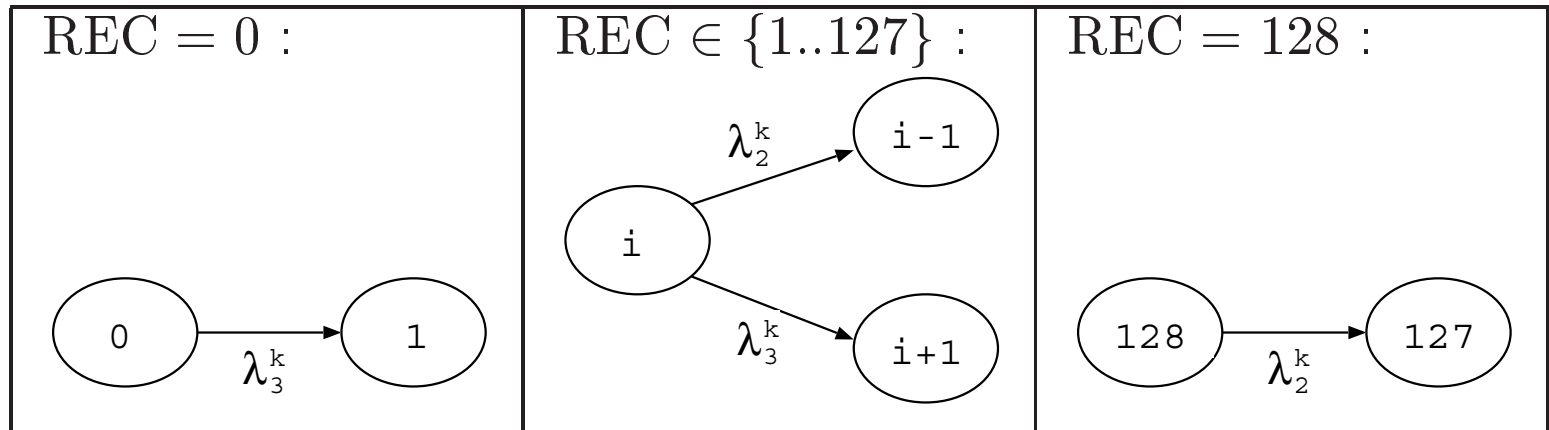 REC = 0 :
0
λ₃ᵏ
1
REC ∈ {1..127} :
i
λ₂ᵏ
i-1
λ₃ᵏ
i+1
REC = 128 :
128
λ₂ᵏ
127